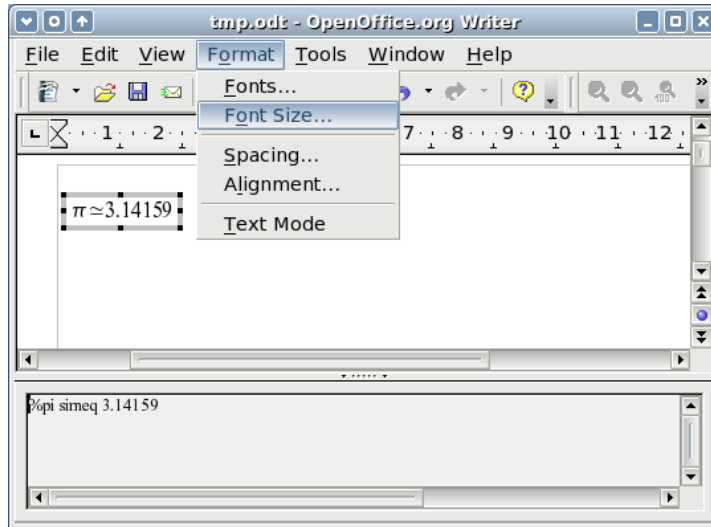 tmp.odt - OpenOffice.org Writer
File Edit View Format Tools Window Help
Fonts...
Font Size...
1 2 7 8 9 10 11 12
Spacing...
Alignment...
π≃3.14159
Text Mode
%pi simeq 3.14159